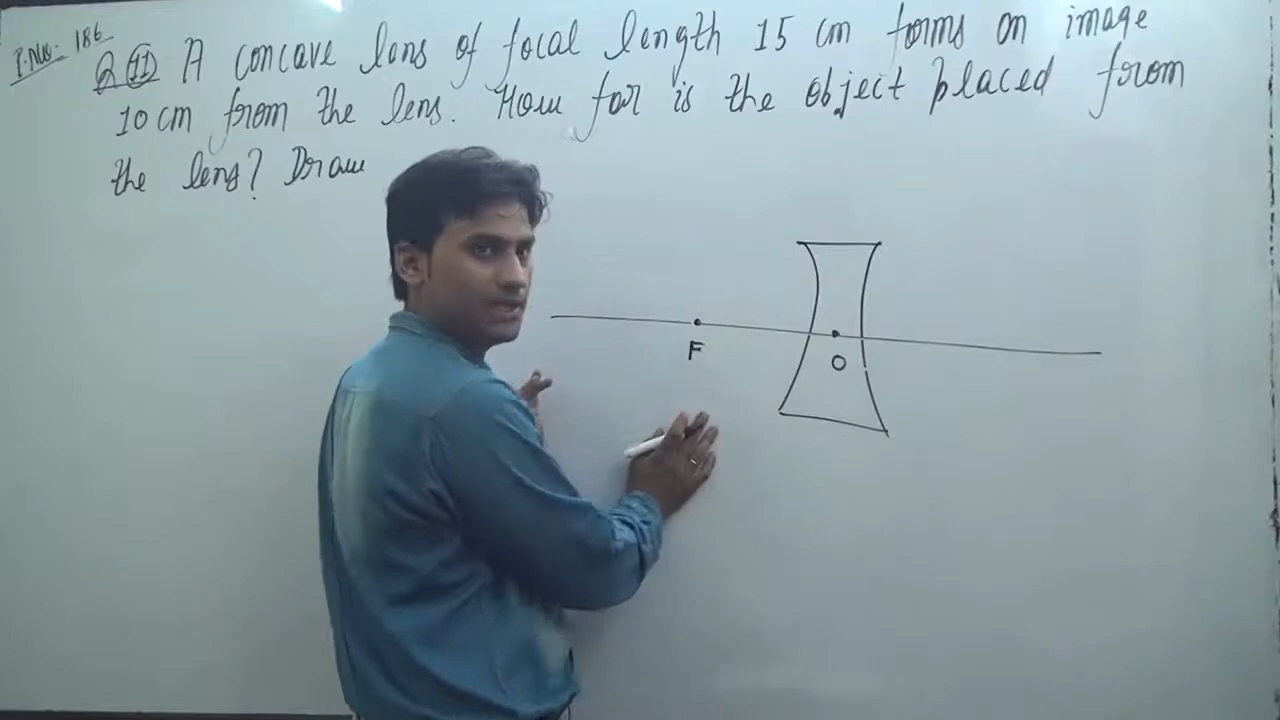 P.No: 186
Q 11 A concave lens of focal length 15 cm forms an image
10 cm from the lens. How far is the object placed from
the lens? Draw
F
O